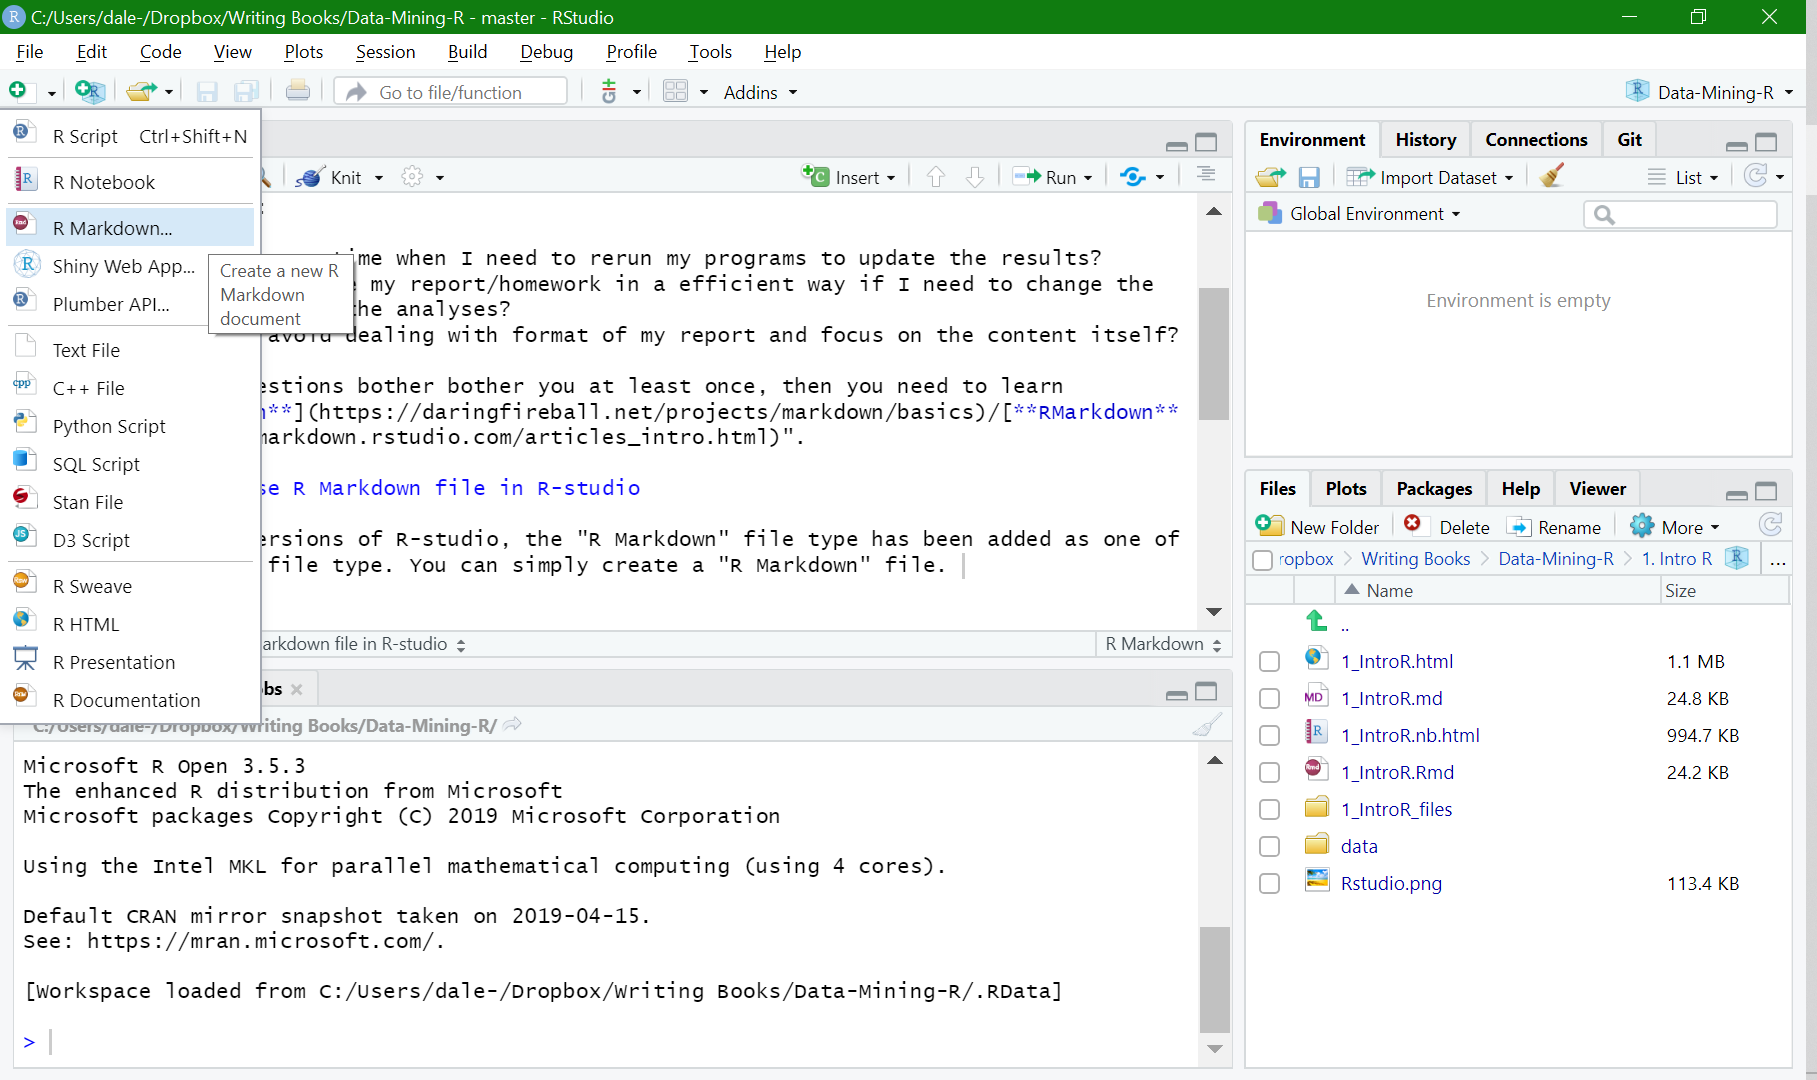 C:/Users/dale-/Dropbox/Writing Books/Data-Mining-R - master - RStudio
File Edit Code View Plots Session Build Debug Profile Tools Help
Go to file/function Addins Data-Mining-R
R Script Ctrl+Shift+N
R Notebook
R Markdown...
Shiny Web App...
Plumber API...
Text File
C++ File
Python Script
SQL Script
Stan File
D3 Script
R Sweave
R HTML
R Presentation
R Documentation
Create a new R
Markdown
document
Knit Insert Run
me when I need to rerun my programs to update the results?
my report/homework in a efficient way if I need to change the
he analyses?
avoid dealing with format of my report and focus on the content itself?
estions bother bother you at least once, then you need to learn
**](https://daringfireball.net/projects/markdown/basics)/[**RMarkdown**
markdown.rstudio.com/articles_intro.html)".
se R Markdown file in R-studio
ersions of R-studio, the "R Markdown" file type has been added as one of
file type. You can simply create a "R Markdown" file.
arkdown file in R-studio R Markdown
bs
C:/Users/dale-/Dropbox/Writing Books/Data-Mining-R/
Microsoft R Open 3.5.3
The enhanced R distribution from Microsoft
Microsoft packages Copyright (C) 2019 Microsoft Corporation
Using the Intel MKL for parallel mathematical computing (using 4 cores).
Default CRAN mirror snapshot taken on 2019-04-15.
See: https://mran.microsoft.com/.
[Workspace loaded from C:/Users/dale-/Dropbox/Writing Books/Data-Mining-R/.RData]
>
Environment History Connections Git
Import Dataset List
Global Environment
Environment is empty
Files Plots Packages Help Viewer
New Folder Delete Rename More
ropbox Writing Books Data-Mining-R 1. Intro R ...
Name Size
..
1_IntroR.html 1.1 MB
1_IntroR.md 24.8 KB
1_IntroR.nb.html 994.7 KB
1_IntroR.Rmd 24.2 KB
1_IntroR_files
data
Rstudio.png 113.4 KB